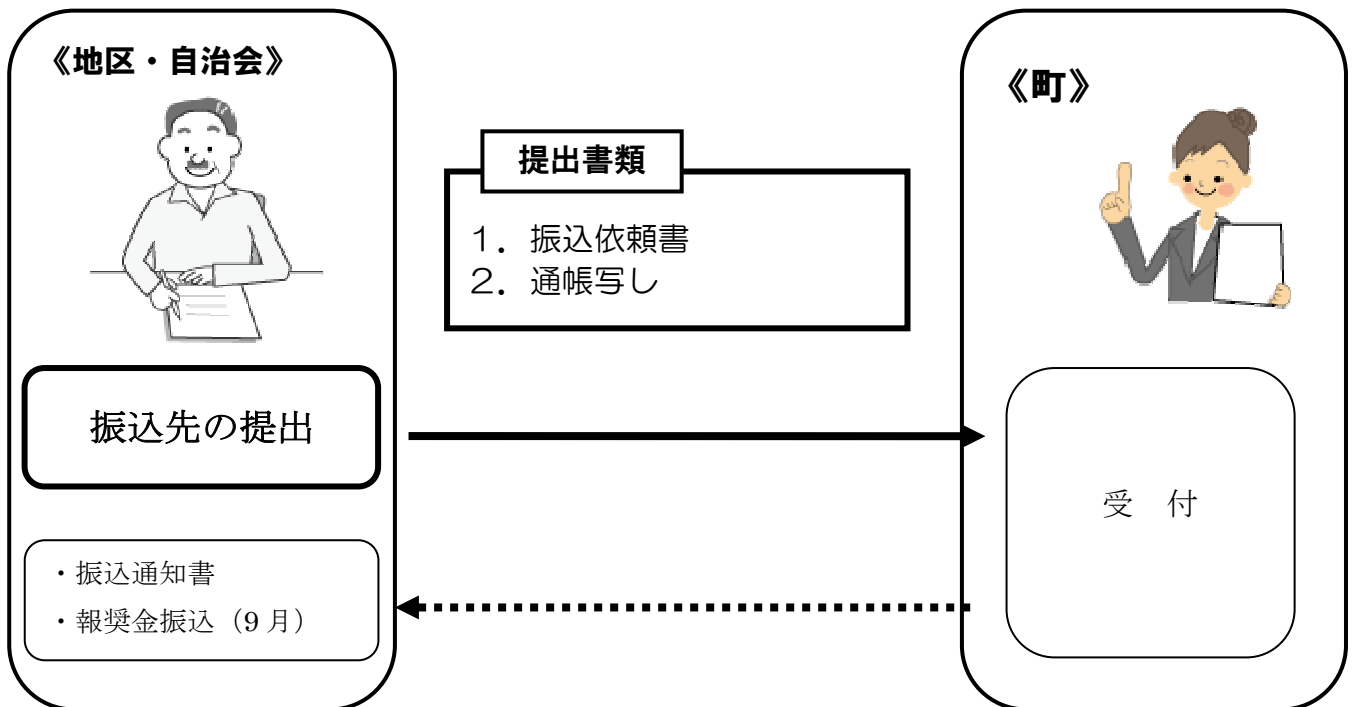 《地区・自治会》
《町》
提出書類
1．振込依頼書
2．通帳写し
振込先の提出
受　付
・振込通知書
・報奨金振込（9月）